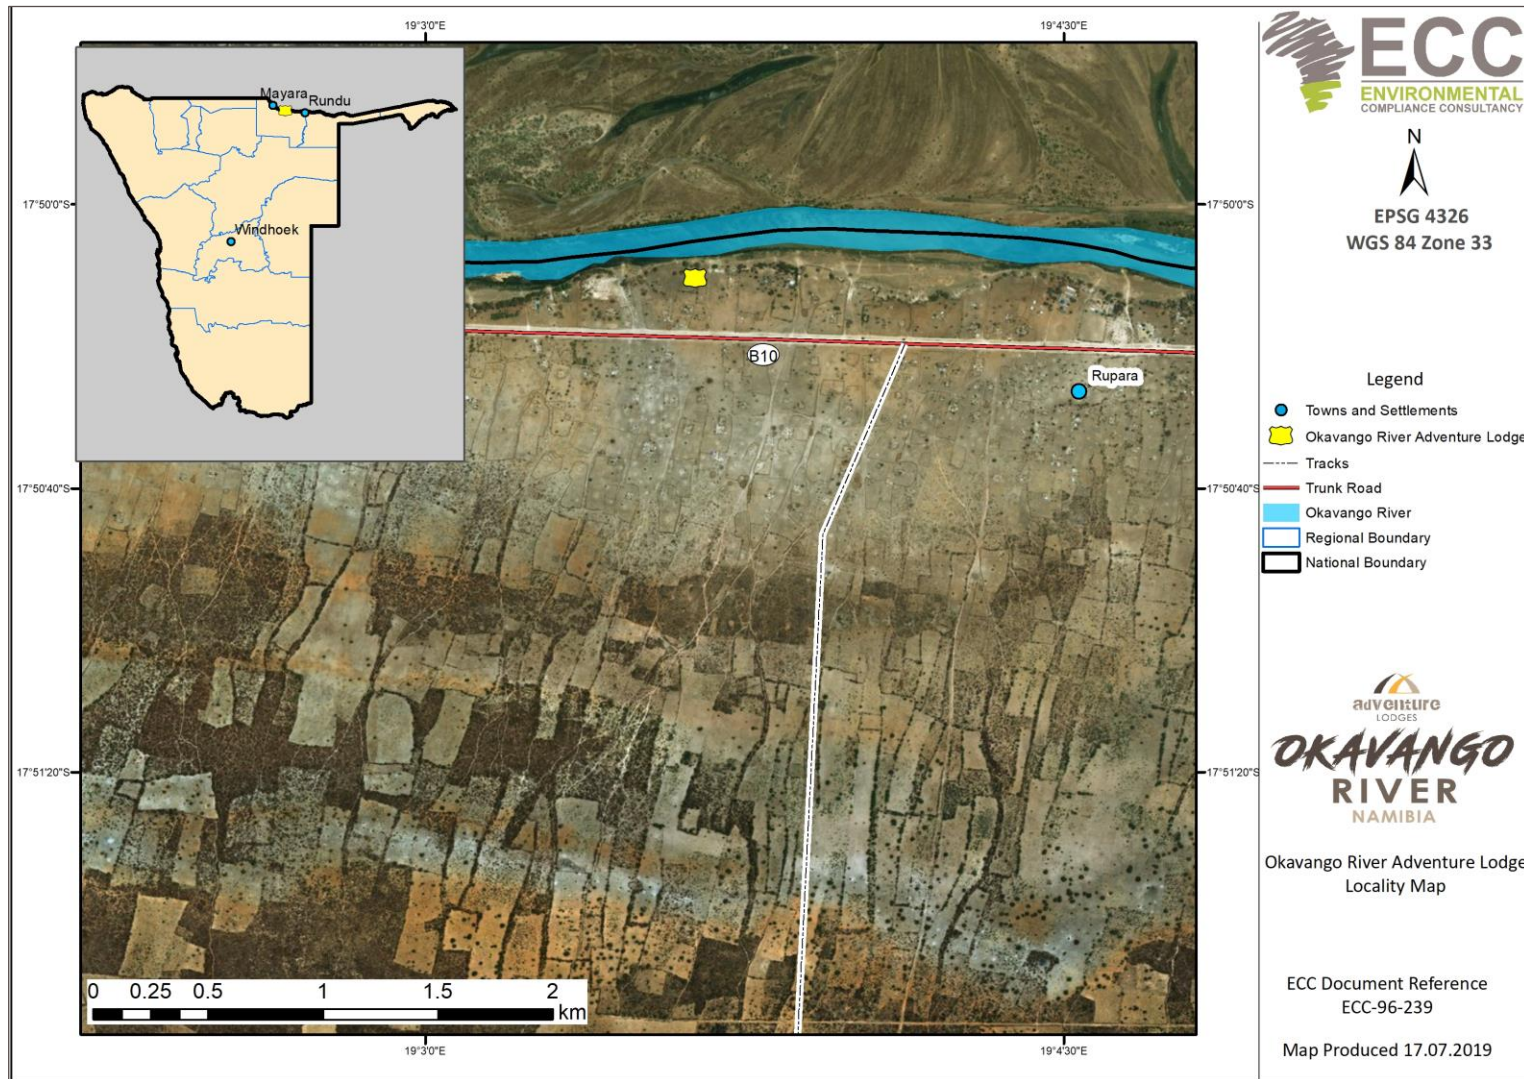 19°3'0"E
19°4'30"E
Mayara
Rundu
Windhoek
17°50'0"S
17°50'0"S
B10
Rupara
17°50'40"S
17°50'40"S
17°51'20"S
17°51'20"S
0 0.25 0.5 1 1.5 2
km
19°3'0"E
19°4'30"E
ECC
ENVIRONMENTAL
COMPLIANCE CONSULTANCY
N
EPSG 4326
WGS 84 Zone 33
Legend
Towns and Settlements
Okavango River Adventure Lodge
Tracks
Trunk Road
Okavango River
Regional Boundary
National Boundary
adventure
LODGES
OKAVANGO
RIVER
NAMIBIA
Okavango River Adventure Lodge
Locality Map
ECC Document Reference
ECC-96-239
Map Produced 17.07.2019